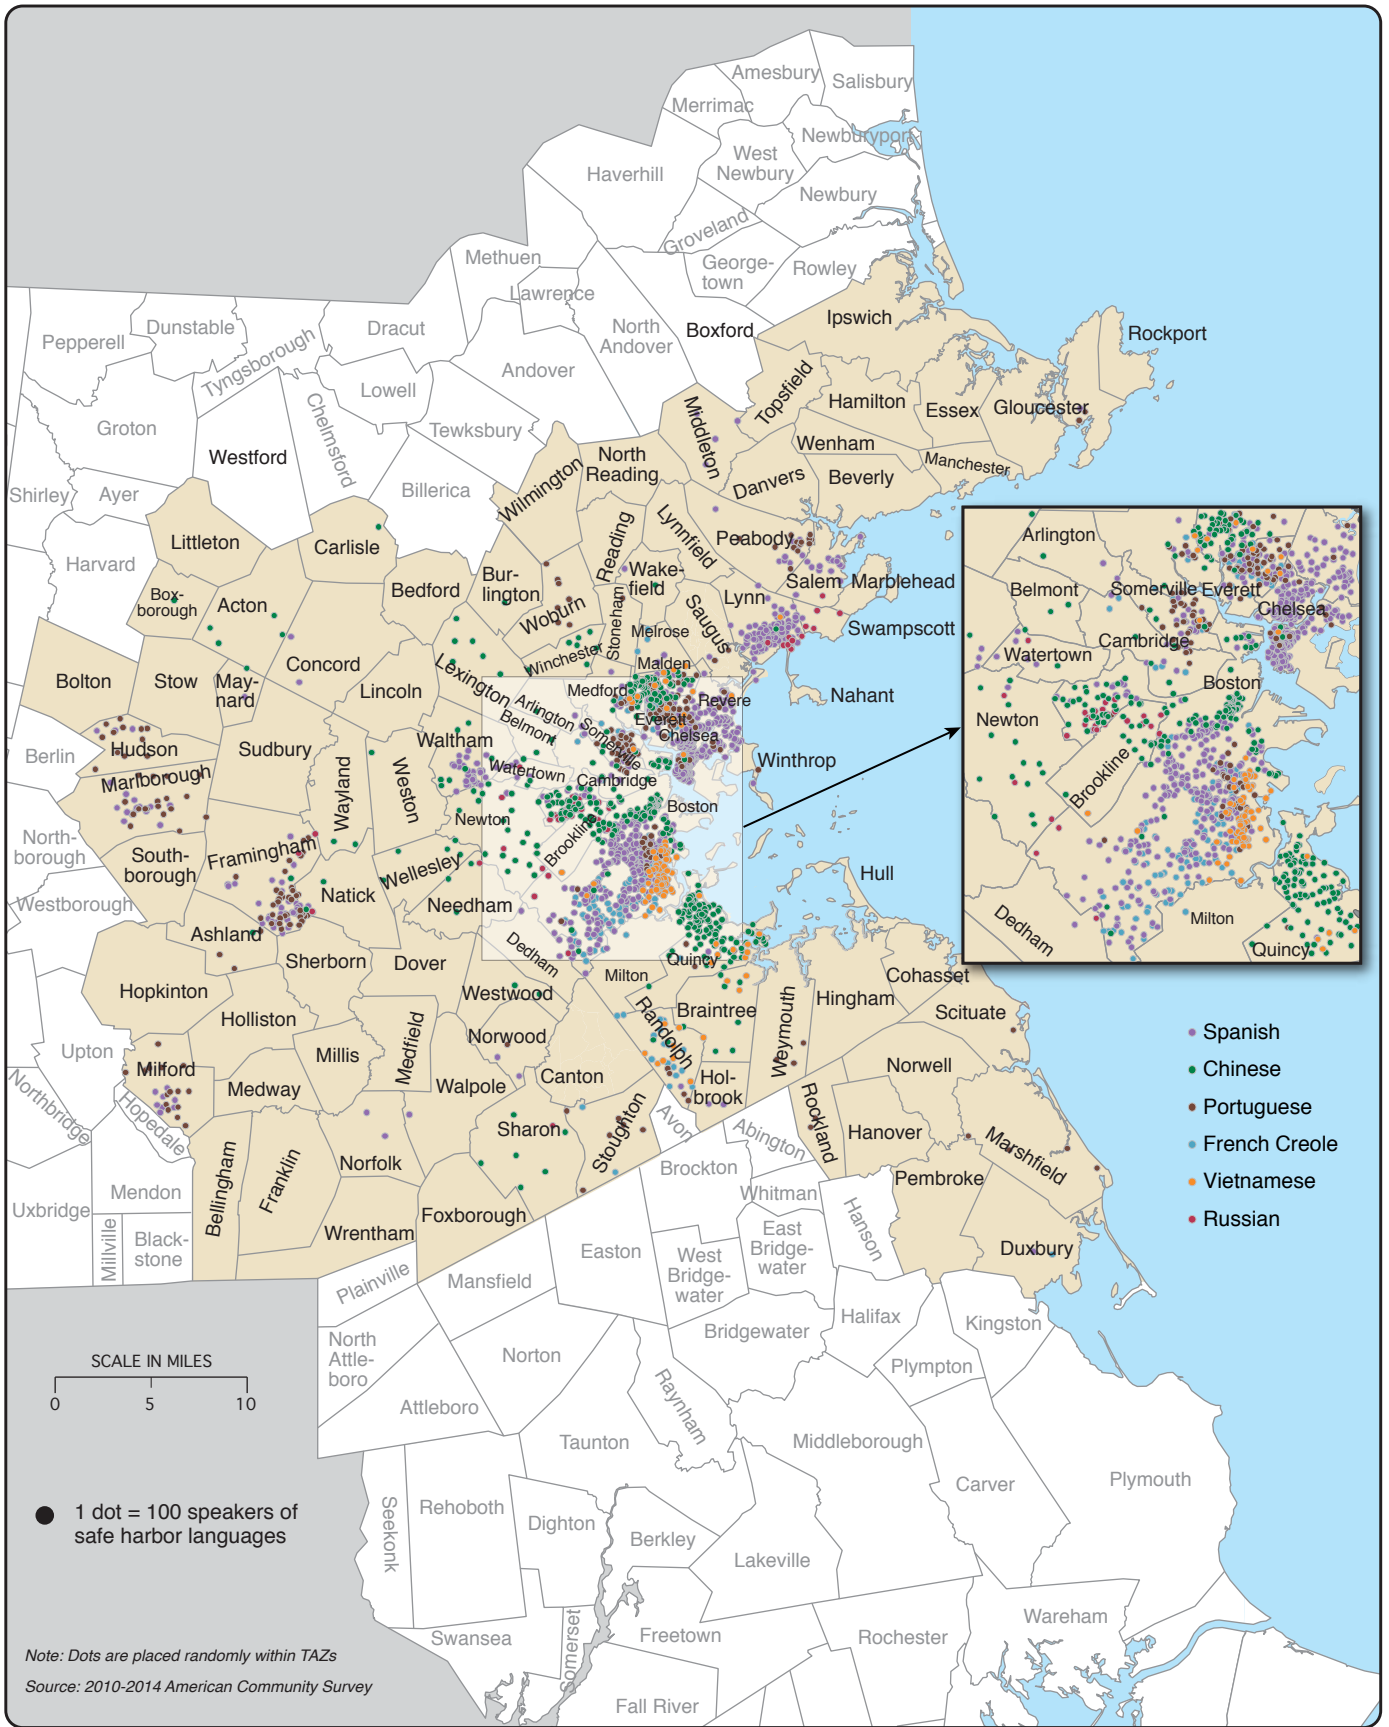 Amesbury
Salisbury
Merrimac
Newburyport
West
Newbury
Haverhill
Newbury
Groveland
Methuen
George-
town
Rowley
Lawrence
Ipswich
Pepperell
Dunstable
Tyngsborough
Dracut
North
Andover
Boxford
Rockport
Andover
Lowell
Topsfield
Hamilton
Essex
Gloucester
Groton
Chelmsford
Tewksbury
Middleton
Wenham
Westford
North
Reading
Wilmington
Danvers
Beverly
Manchester
Shirley
Ayer
Billerica
Littleton
Carlisle
Reading
Lynnfield
Peabody
Harvard
Box-
borough
Acton
Bedford
Bur-
lington
Wake-
field
Salem
Marblehead
Woburn
Stoneham
Saugus
Lynn
Swampscott
Melrose
Winchester
Malden
Bolton
Stow
May-
nard
Concord
Lincoln
Lexington
Medford
Revere
Nahant
Arlington
Belmont
Somerville
Everett
Chelsea
Berlin
Hudson
Sudbury
Wayland
Weston
Waltham
Watertown
Cambridge
Winthrop
Marlborough
Boston
Newton
North-
borough
Brookline
South-
borough
Framingham
Natick
Wellesley
Needham
Hull
Westborough
Ashland
Sherborn
Dover
Dedham
Milton
Quincy
Hopkinton
Westwood
Cohasset
Holliston
Medfield
Norwood
Randolph
Braintree
Weymouth
Hingham
Scituate
Upton
Milford
Millis
Medway
Walpole
Canton
Hol-
brook
Norwell
Northbridge
Hopedale
Sharon
Stoughton
Avon
Abington
Rockland
Hanover
Marshfield
Bellingham
Franklin
Norfolk
Brockton
Pembroke
Uxbridge
Mendon
Whitman
Hanson
Foxborough
Wrentham
Millville
Black-
stone
Easton
West
Bridge-
water
East
Bridge-
water
Duxbury
Plainville
Mansfield
Halifax
Kingston
North
Attle-
boro
Norton
Bridgewater
Plympton
Raynham
Attleboro
Taunton
Middleborough
Carver
Plymouth
Seekonk
Rehoboth
Dighton
Berkley
Lakeville
Swansea
Somerset
Freetown
Rochester
Wareham
Fall River
Arlington
Belmont
Somerville
Everett
Chelsea
Cambridge
Watertown
Boston
Newton
Brookline
Dedham
Milton
Quincy
Spanish
Chinese
Portuguese
French Creole
Vietnamese
Russian
SCALE IN MILES
0 5 10
1 dot = 100 speakers of
safe harbor languages
Note: Dots are placed randomly within TAZs
Source: 2010-2014 American Community Survey